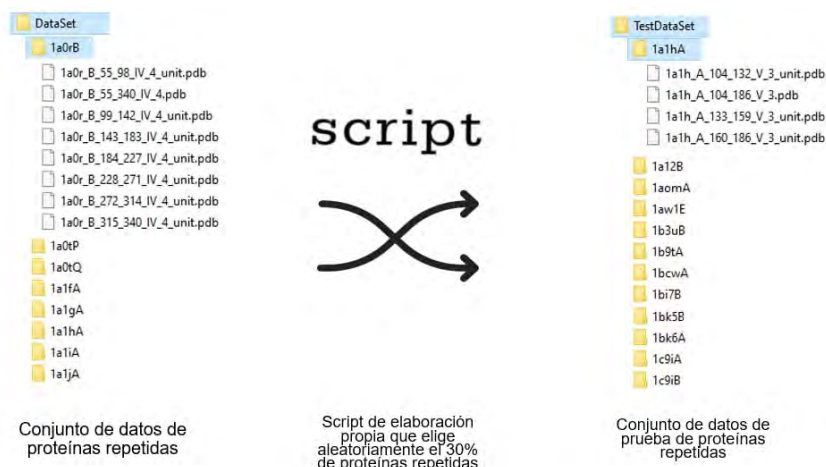 DataSet
1a0rB
1a0r_B_55_98_IV_4_unit.pdb
1a0r_B_55_340_IV_4.pdb
1a0r_B_99_142_IV_4_unit.pdb
1a0r_B_143_183_IV_4_unit.pdb
1a0r_B_184_227_IV_4_unit.pdb
1a0r_B_228_271_IV_4_unit.pdb
1a0r_B_272_314_IV_4_unit.pdb
1a0r_B_315_340_IV_4_unit.pdb
1a0tP
1a0tQ
1a1fA
1a1gA
1a1hA
1a1iA
1a1jA
Conjunto de datos de
proteínas repetidas
script
Script de elaboración
propia que elige
aleatoriamente el 30%
de proteínas repetidas
TestDataSet
1a1hA
1a1h_A_104_132_V_3_unit.pdb
1a1h_A_104_186_V_3.pdb
1a1h_A_133_159_V_3_unit.pdb
1a1h_A_160_186_V_3_unit.pdb
1a12B
1aomA
1aw1E
1b3uB
1b9tA
1bcwA
1bi7B
1bk5B
1bk6A
1c9iA
1c9iB
Conjunto de datos de
prueba de proteínas
repetidas